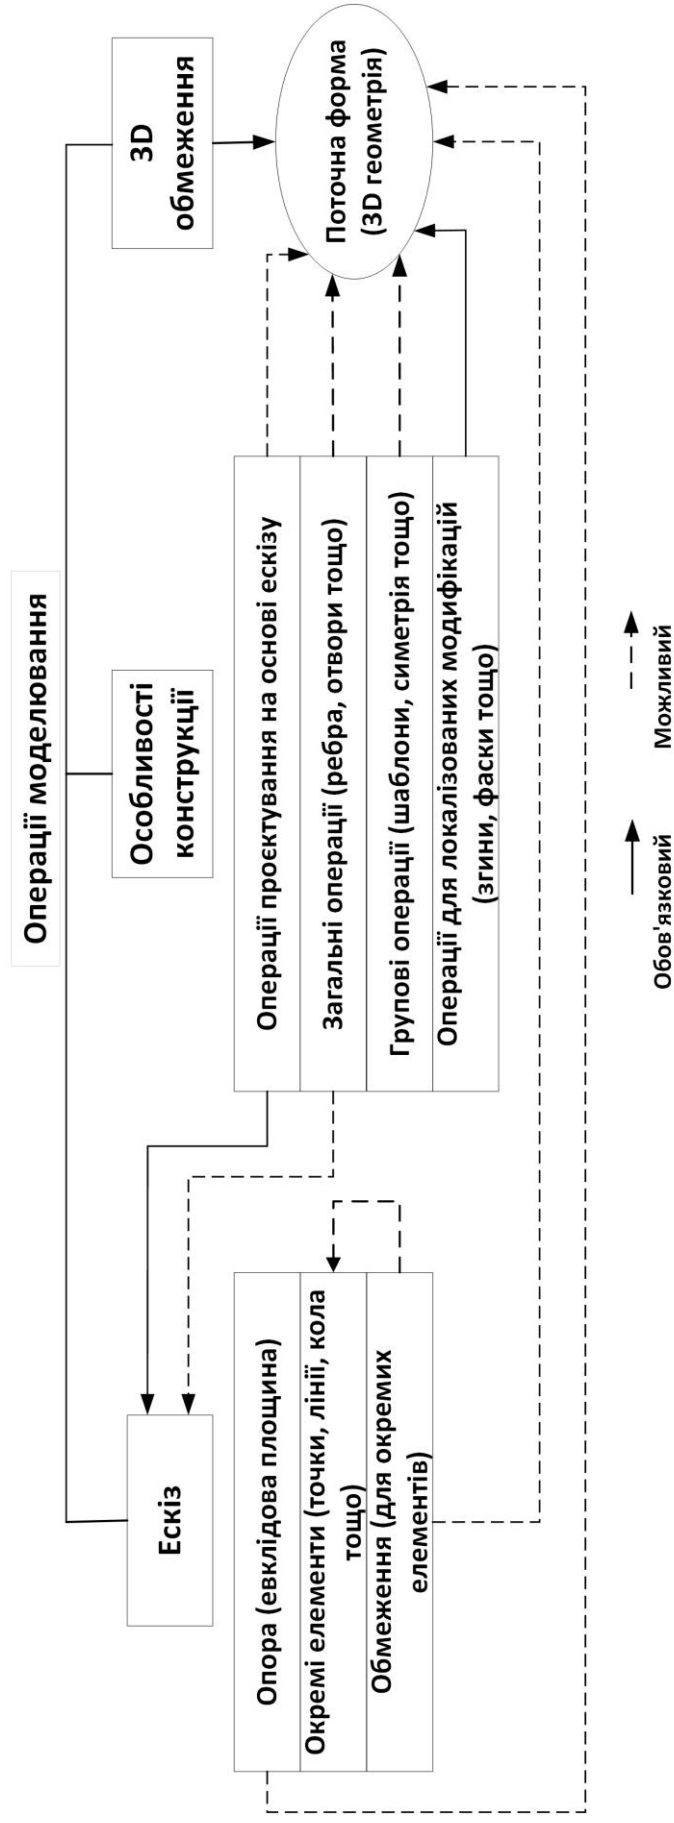 Операції моделювання
Ескіз
Особливості
конструкції
3D
обмеження
Опора (евклідова площина)
Окремі елементи (точки, лінії, кола
тощо)
Обмеження (для окремих
елементів)
Операції проєктування на основі ескізу
Загальні операції (ребра, отвори тощо)
Групові операції (шаблони, симетрія тощо)
Операції для локалізованих модифікацій
(згини, фаски тощо)
Поточна форма
(3D геометрія)
Обов'язковий
Можливий